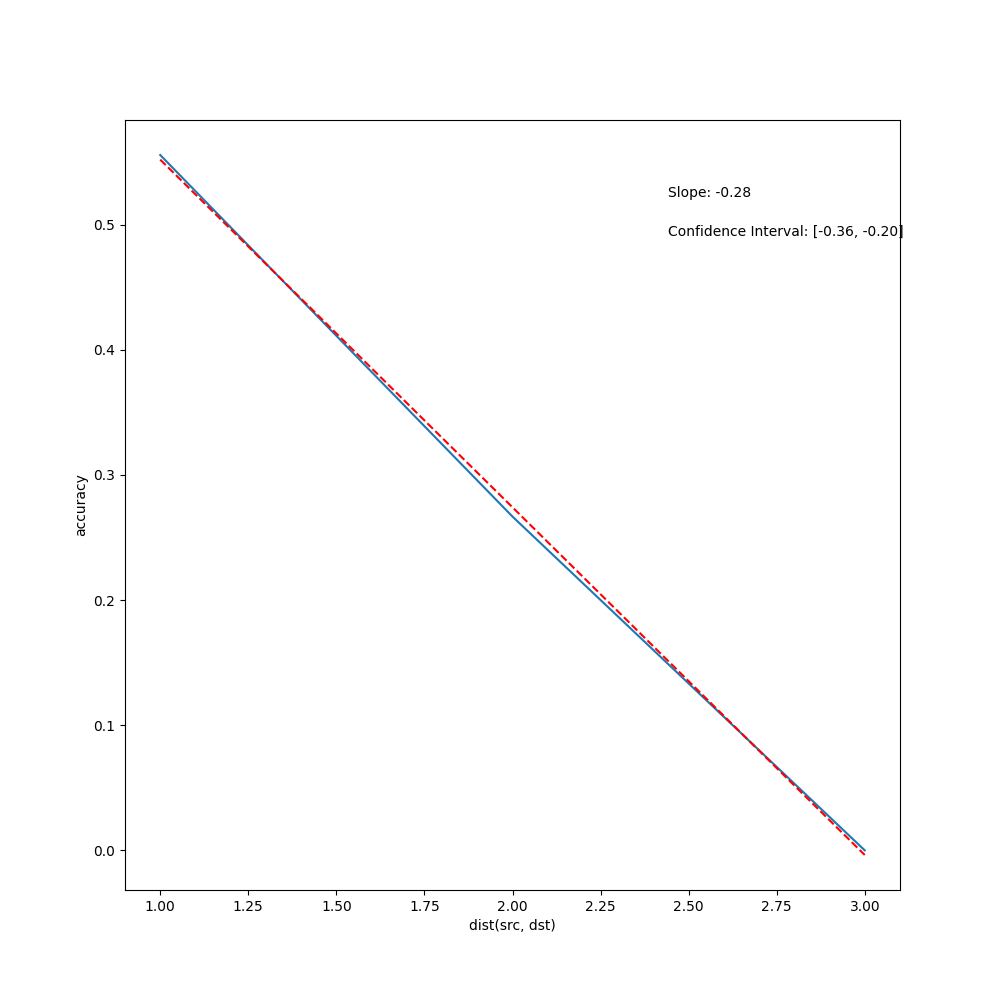 Slope: -0.28
Confidence Interval: [-0.36, -0.20]
accuracy
0.5
0.4
0.3
0.2
0.1
0.0
1.00 1.25 1.50 1.75 2.00 2.25 2.50 2.75 3.00
dist(src, dst)